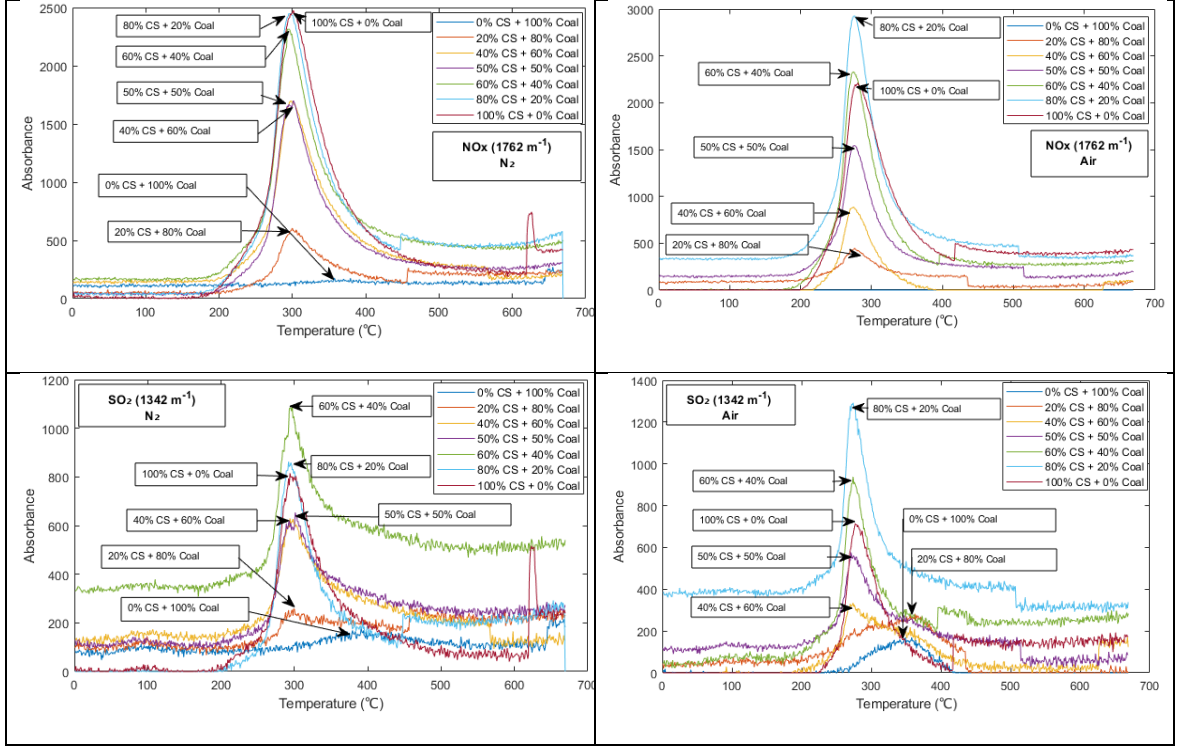 2500
2000
1500
1000
500
0
0
100
200
300
400
500
600
700
Absorbance
Temperature (℃)
80% CS + 20% Coal
100% CS + 0% Coal
60% CS + 40% Coal
50% CS + 50% Coal
40% CS + 60% Coal
0% CS + 100% Coal
20% CS + 80% Coal
0% CS + 100% Coal
20% CS + 80% Coal
40% CS + 60% Coal
50% CS + 50% Coal
60% CS + 40% Coal
80% CS + 20% Coal
100% CS + 0% Coal
NOx (1762 m⁻¹)
N₂
3000
2500
2000
1500
1000
500
0
0
100
200
300
400
500
600
700
Absorbance
Temperature (℃)
80% CS + 20% Coal
60% CS + 40% Coal
100% CS + 0% Coal
50% CS + 50% Coal
40% CS + 60% Coal
20% CS + 80% Coal
0% CS + 100% Coal
20% CS + 80% Coal
40% CS + 60% Coal
50% CS + 50% Coal
60% CS + 40% Coal
80% CS + 20% Coal
100% CS + 0% Coal
NOx (1762 m⁻¹)
Air
1200
1000
800
600
400
200
0
0
100
200
300
400
500
600
700
Absorbance
Temperature (℃)
SO₂ (1342 m⁻¹)
N₂
60% CS + 40% Coal
80% CS + 20% Coal
100% CS + 0% Coal
50% CS + 50% Coal
40% CS + 60% Coal
20% CS + 80% Coal
0% CS + 100% Coal
0% CS + 100% Coal
20% CS + 80% Coal
40% CS + 60% Coal
50% CS + 50% Coal
60% CS + 40% Coal
80% CS + 20% Coal
100% CS + 0% Coal
1400
1200
1000
800
600
400
200
0
0
100
200
300
400
500
600
700
Absorbance
Temperature (℃)
SO₂ (1342 m⁻¹)
Air
80% CS + 20% Coal
60% CS + 40% Coal
100% CS + 0% Coal
0% CS + 100% Coal
50% CS + 50% Coal
20% CS + 80% Coal
40% CS + 60% Coal
0% CS + 100% Coal
20% CS + 80% Coal
40% CS + 60% Coal
50% CS + 50% Coal
60% CS + 40% Coal
80% CS + 20% Coal
100% CS + 0% Coal